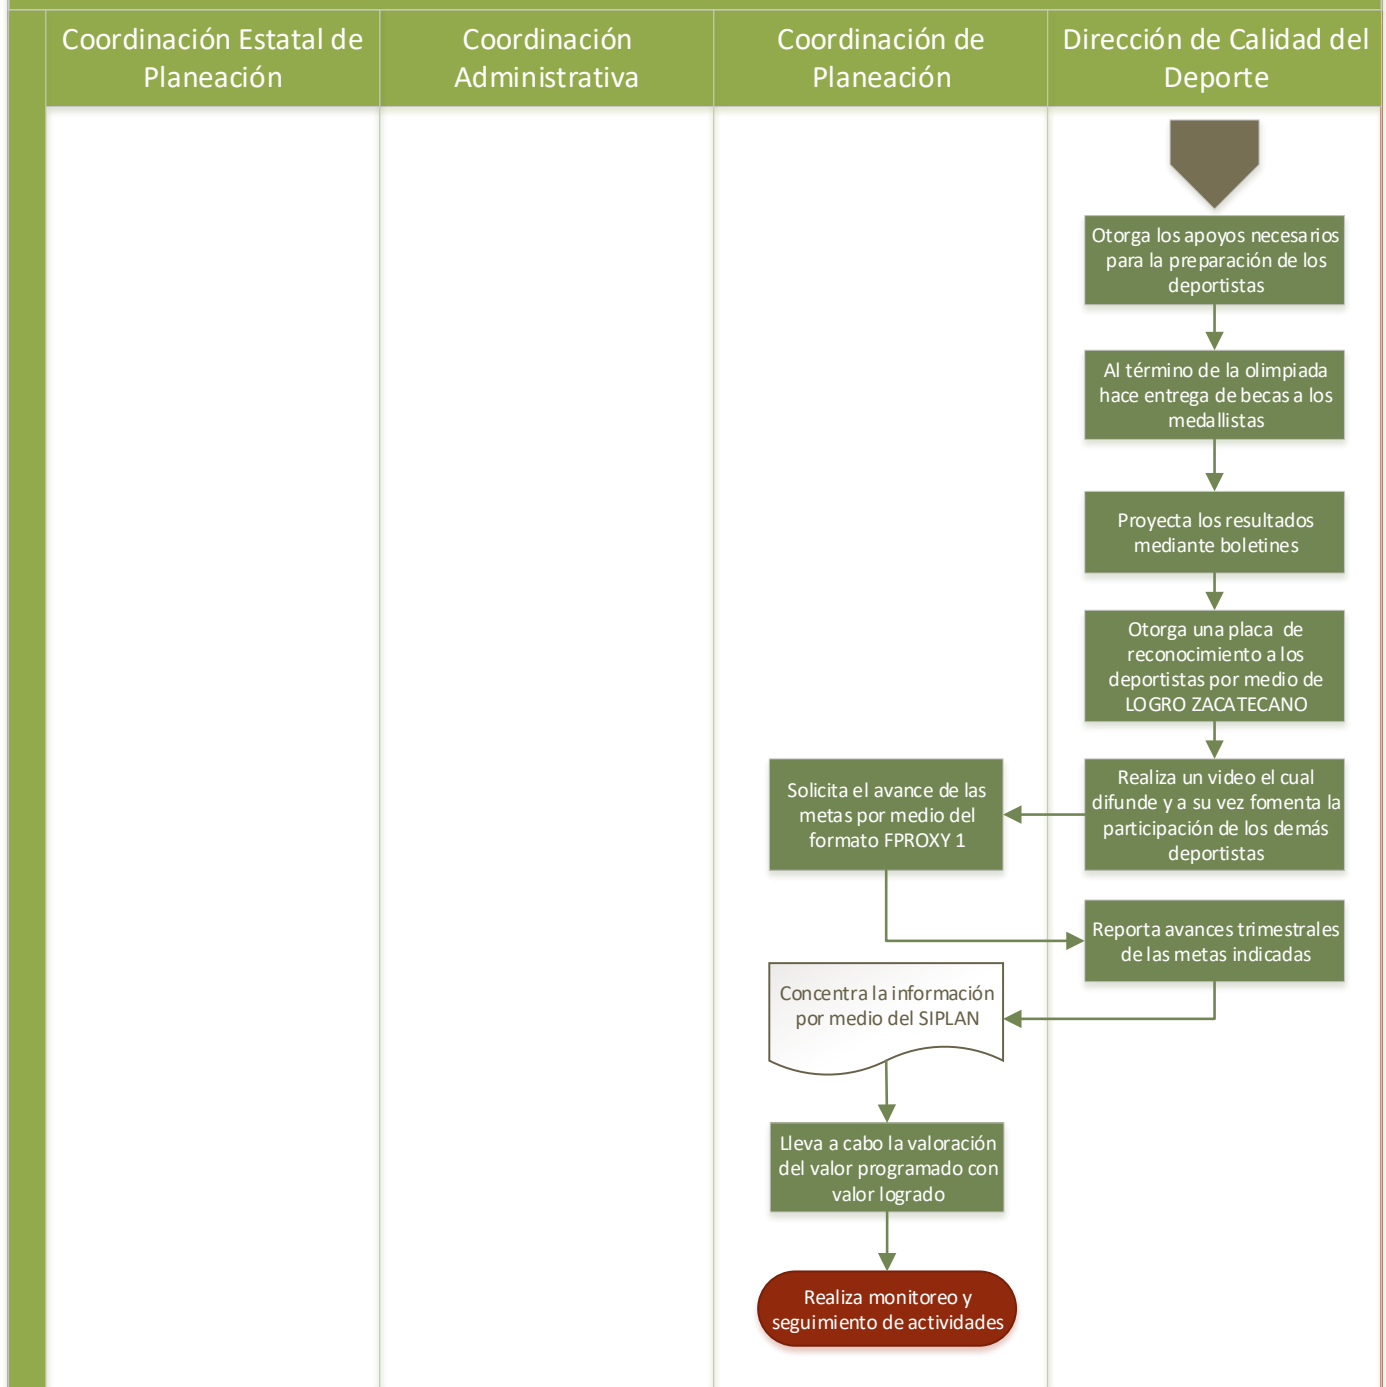 Coordinación Estatal de
Planeación
Coordinación
Administrativa
Coordinación de
Planeación
Dirección de Calidad del
Deporte
Otorga los apoyos necesarios
para la preparación de los
deportistas
Al término de la olimpiada
hace entrega de becas a los
medallistas
Proyecta los resultados
mediante boletines
Otorga una placa  de
reconocimiento a los
deportistas por medio de
LOGRO ZACATECANO
Realiza un video el cual
difunde y a su vez fomenta la
participación de los demás
deportistas
Solicita el avance de las
metas por medio del
formato FPROXY 1
Reporta avances trimestrales
de las metas indicadas
Concentra la información
por medio del SIPLAN
Lleva a cabo la valoración
del valor programado con
valor logrado
Realiza monitoreo y
seguimiento de actividades